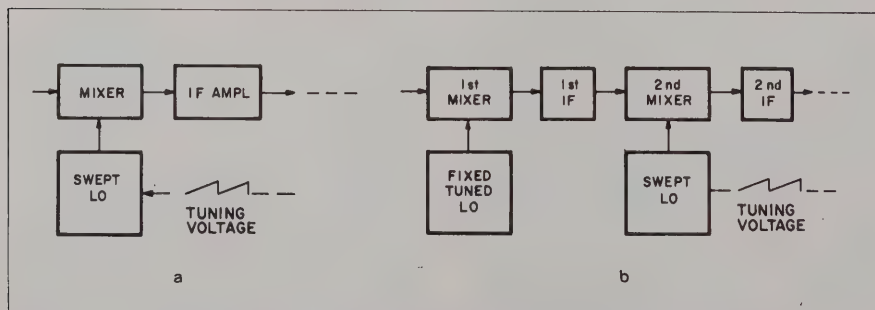 MIXER
IF AMPL
SWEPT
LO
TUNING
VOLTAGE
a
1st
MIXER
1st
IF
2nd
MIXER
2nd
IF
FIXED
TUNED
LO
SWEPT
LO
TUNING
VOLTAGE
b